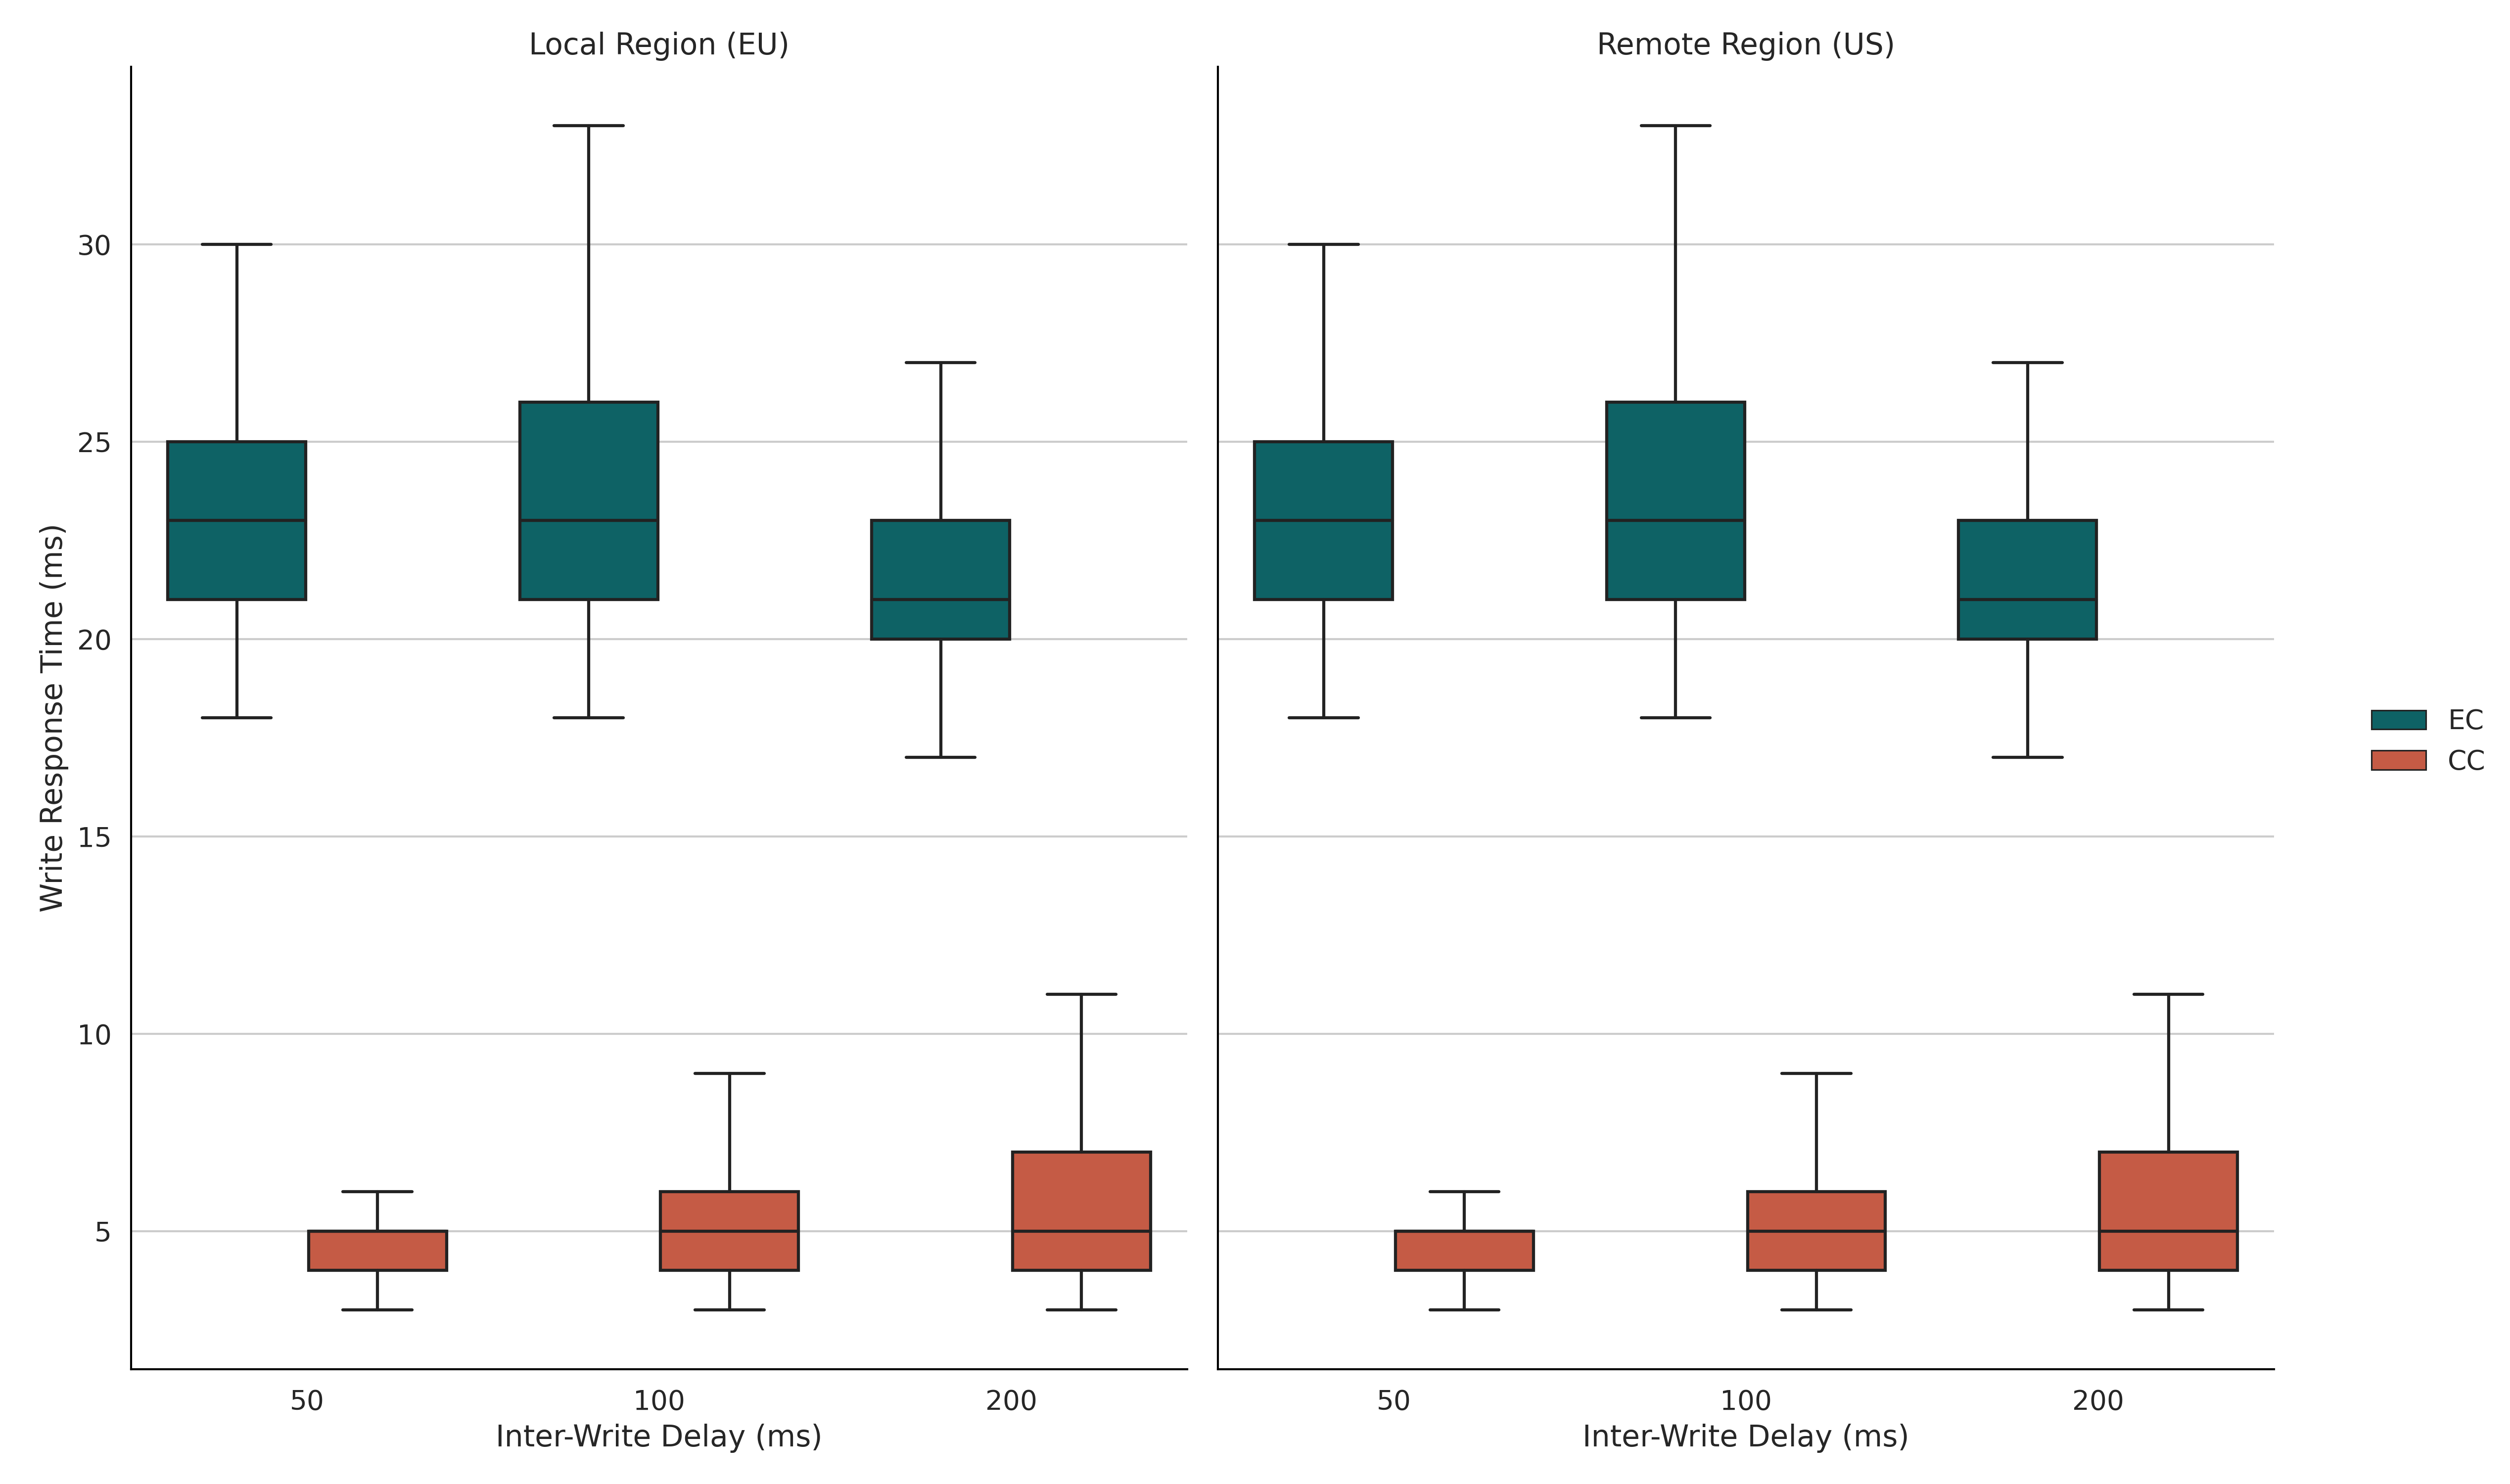 Local Region (EU)
Remote Region (US)
Write Response Time (ms)
30
25
20
15
10
5
50
100
200
Inter-Write Delay (ms)
50
100
200
Inter-Write Delay (ms)
EC
CC